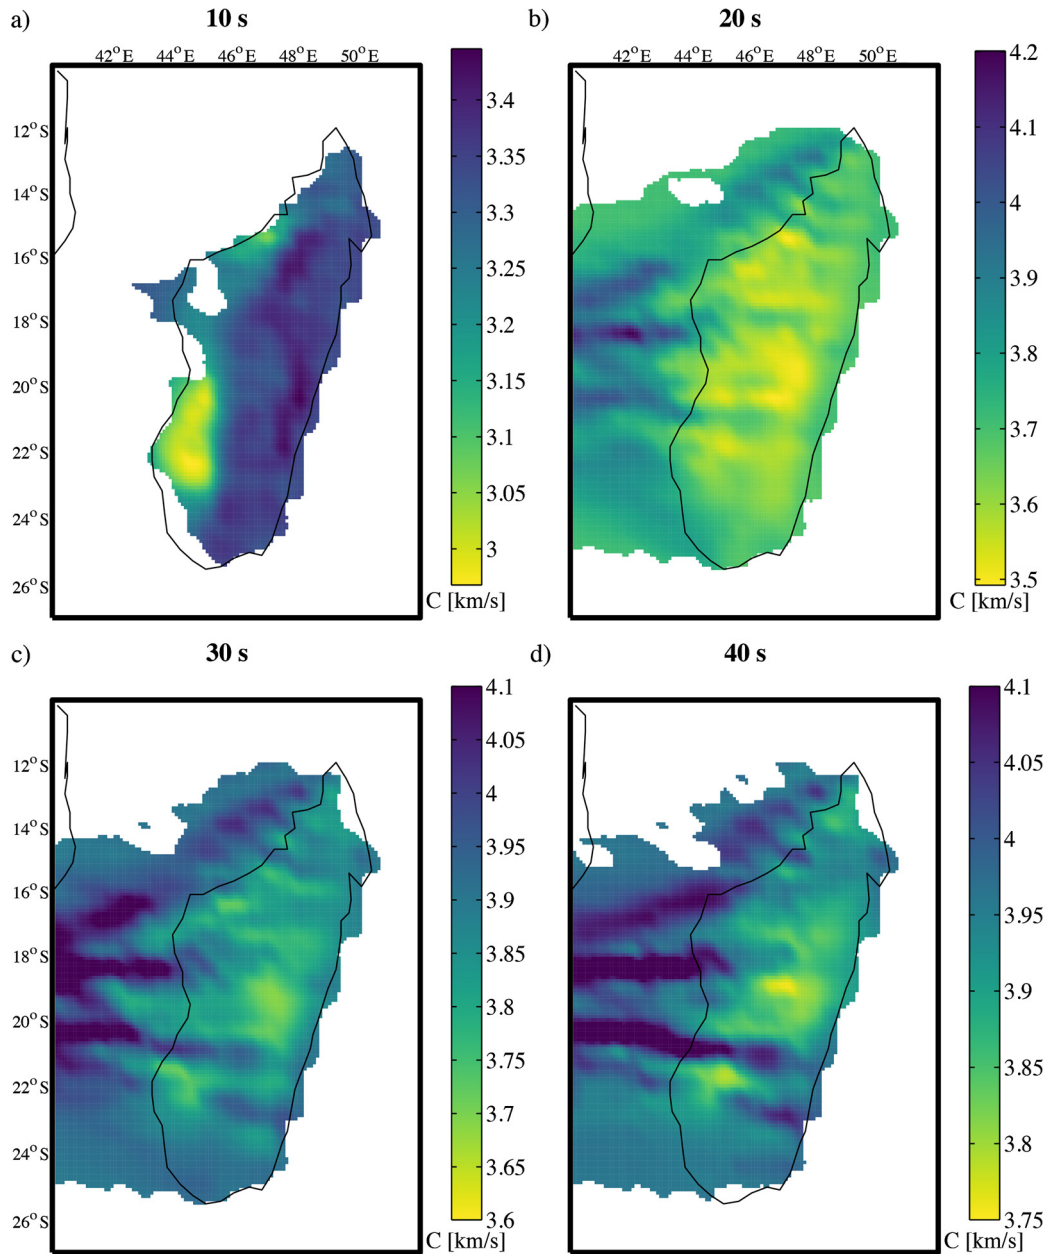 a) 10 s
42°E 44°E 46°E 48°E 50°E
12°S
14°S
16°S
18°S
20°S
22°S
24°S
26°S
3.4
3.35
3.3
3.25
3.2
3.15
3.1
3.05
3
C [km/s]
b) 20 s
42°E 44°E 46°E 48°E 50°E
4.2
4.1
4
3.9
3.8
3.7
3.6
3.5
C [km/s]
c) 30 s
12°S
14°S
16°S
18°S
20°S
22°S
24°S
26°S
4.1
4.05
4
3.95
3.9
3.85
3.8
3.75
3.7
3.65
3.6
C [km/s]
d) 40 s
4.1
4.05
4
3.95
3.9
3.85
3.8
3.75
C [km/s]